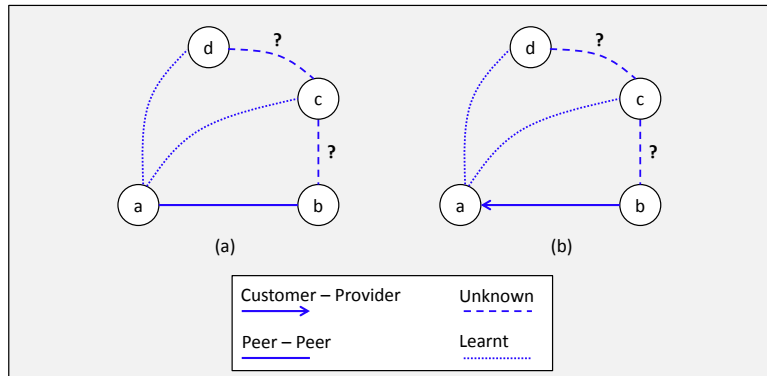 d ? d ?
c c
? ?
a b a b
(a) (b)
Customer – Provider Unknown
Peer – Peer Learnt